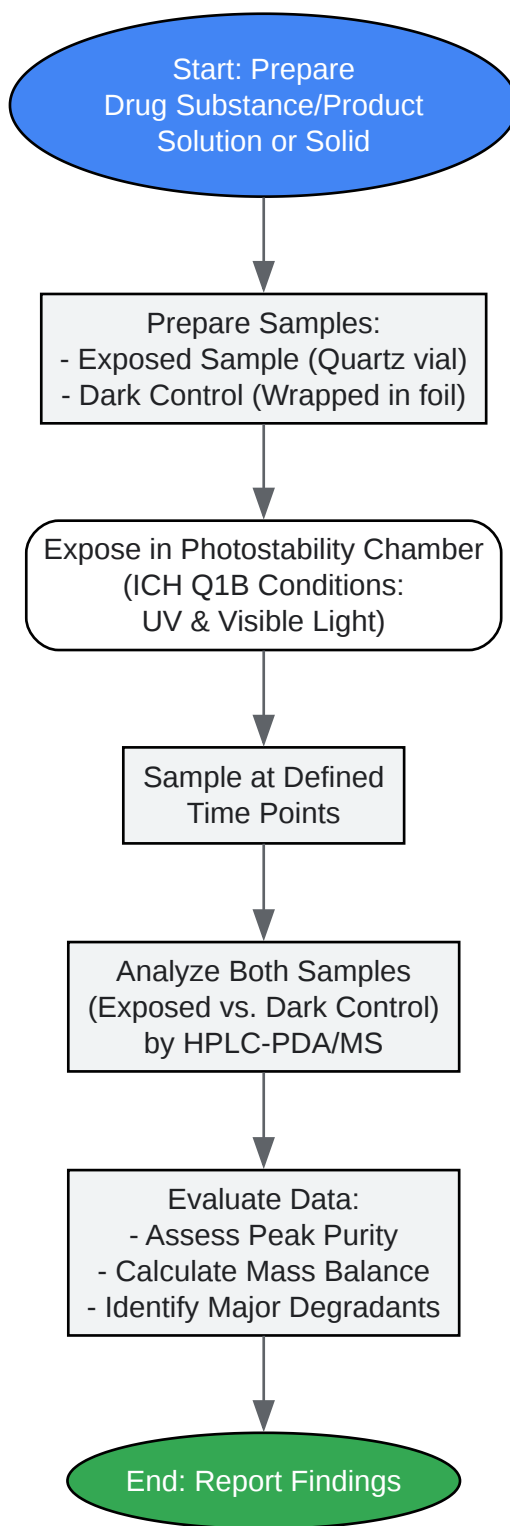 Start: Prepare
Drug Substance/Product
Solution or Solid
Prepare Samples:
- Exposed Sample (Quartz vial)
- Dark Control (Wrapped in foil)
Expose in Photostability Chamber
(ICH Q1B Conditions:
UV & Visible Light)
Sample at Defined
Time Points
Analyze Both Samples
(Exposed vs. Dark Control)
by HPLC-PDA/MS
Evaluate Data:
- Assess Peak Purity
- Calculate Mass Balance
- Identify Major Degradants
End: Report Findings